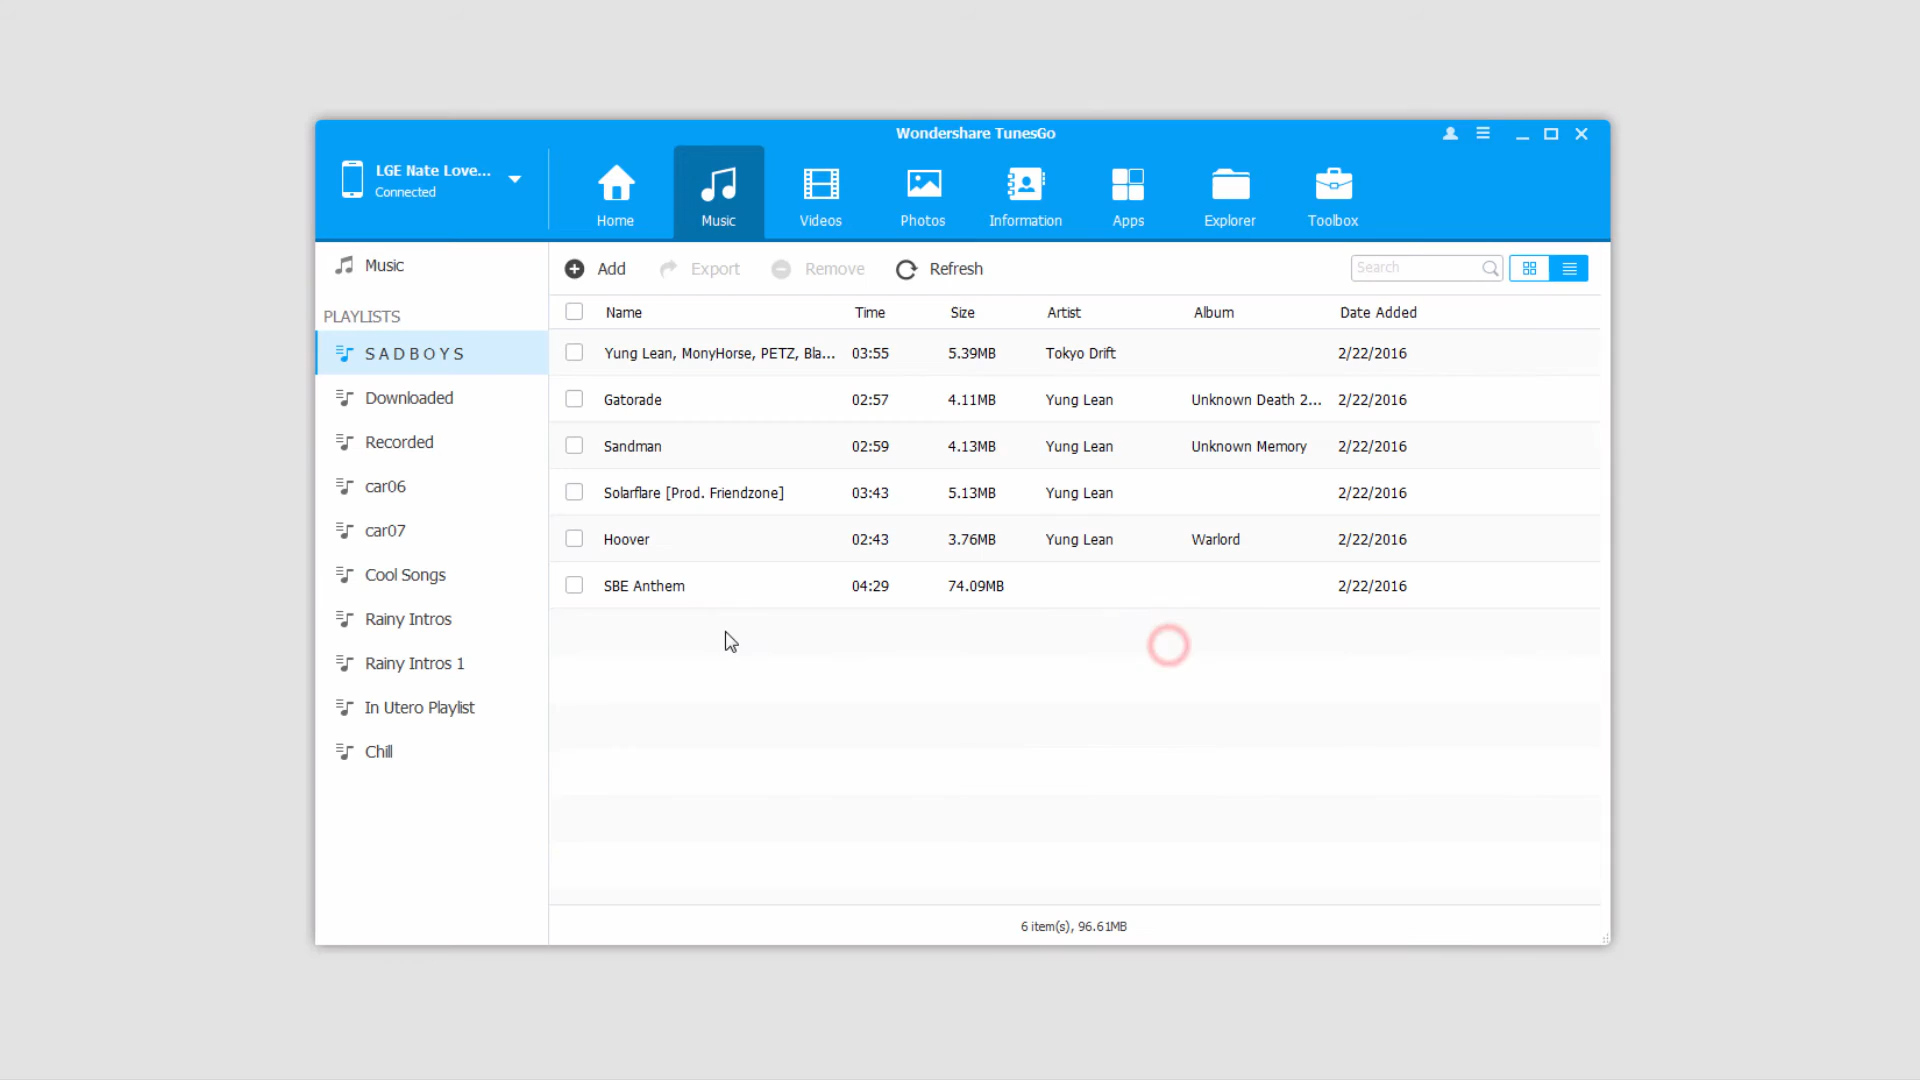 Wondershare TunesGo
LGE Nate Love...
Connected
Home
Music
Videos
Photos
Information
Apps
Explorer
Toolbox
Music
PLAYLISTS
S A D B O Y S
Downloaded
Recorded
car06
car07
Cool Songs
Rainy Intros
Rainy Intros 1
In Utero Playlist
Chill
Add Export Remove Refresh Search
Name Time Size Artist Album Date Added
Yung Lean, MonyHorse, PETZ, Bla... 03:55 5.39MB Tokyo Drift 2/22/2016
Gatorade 02:57 4.11MB Yung Lean Unknown Death 2... 2/22/2016
Sandman 02:59 4.13MB Yung Lean Unknown Memory 2/22/2016
Solarflare [Prod. Friendzone] 03:43 5.13MB Yung Lean 2/22/2016
Hoover 02:43 3.76MB Yung Lean Warlord 2/22/2016
SBE Anthem 04:29 74.09MB 2/22/2016
6 item(s), 96.61MB